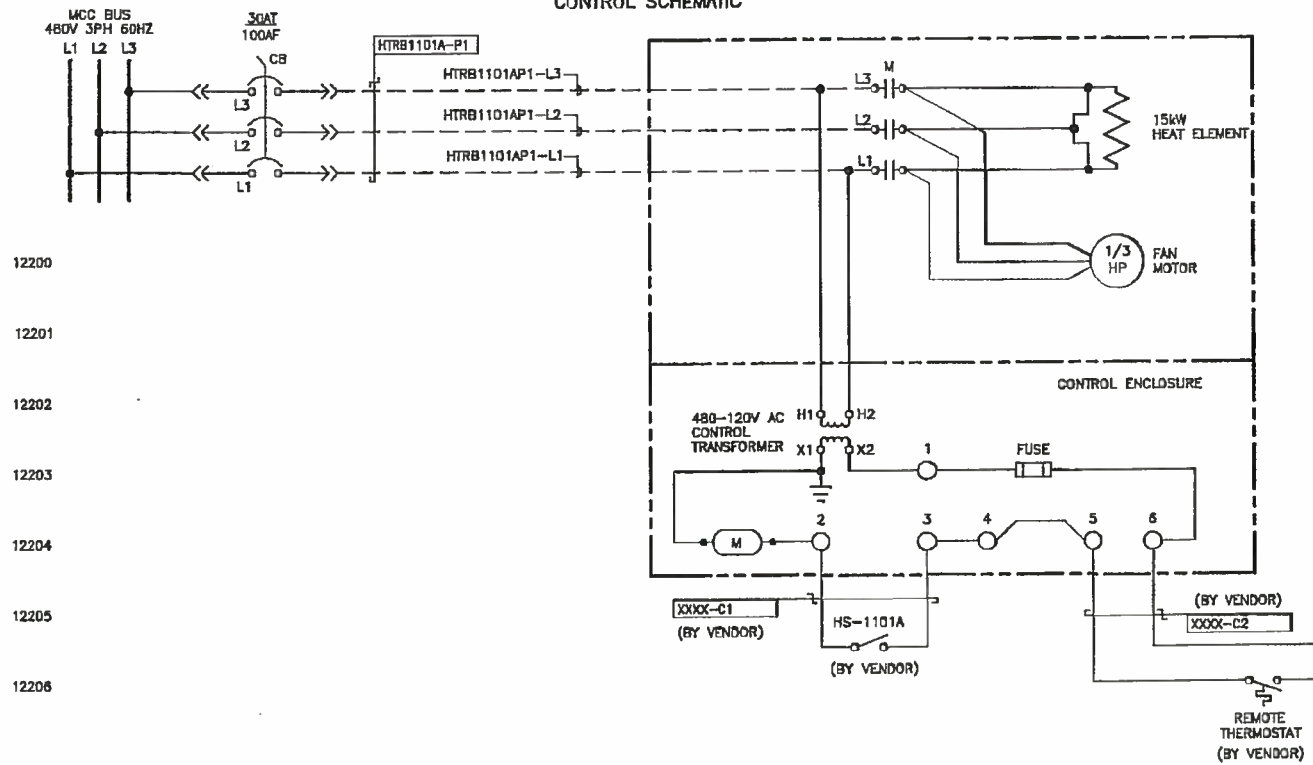 CONTROL SCHEMATIC
MCC BUS
480V 3PH 60HZ
L1 L2 L3
30AT
100AF
CB
L3
L2
L1
HTRB1101A-P1
HTRB1101AP1-L3
HTRB1101AP1-L2
HTRB1101AP1-L1
M
L3
L2
L1
15kW
HEAT ELEMENT
1/3
HP
FAN
MOTOR
12200
12201
12202
12203
12204
12205
12206
CONTROL ENCLOSURE
480-120V AC
CONTROL
TRANSFORMER
H1 H2
X1 X2
1
FUSE
M
2
3
4
5
6
XXXX-C1
(BY VENDOR)
HS-1101A
(BY VENDOR)
(BY VENDOR)
XXXX-C2
REMOTE
THERMOSTAT
(BY VENDOR)